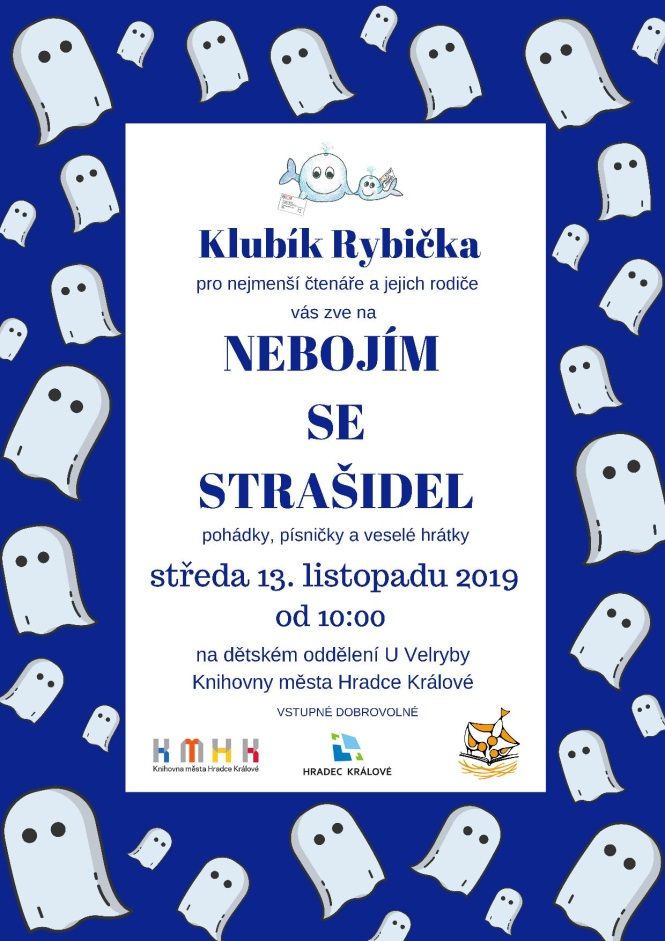 Klubík Rybička
pro nejmenší čtenáře a jejich rodiče
vás zve na
NEBOJÍM
SE
STRAŠIDEL
pohádky, písničky a veselé hrátky
středa 13. listopadu 2019
od 10:00
na dětském oddělení U Velryby
Knihovny města Hradce Králové
VSTUPNÉ DOBROVOLNÉ
KMHK
Knihovna města Hradce Králové
HRADEC KRÁLOVÉ